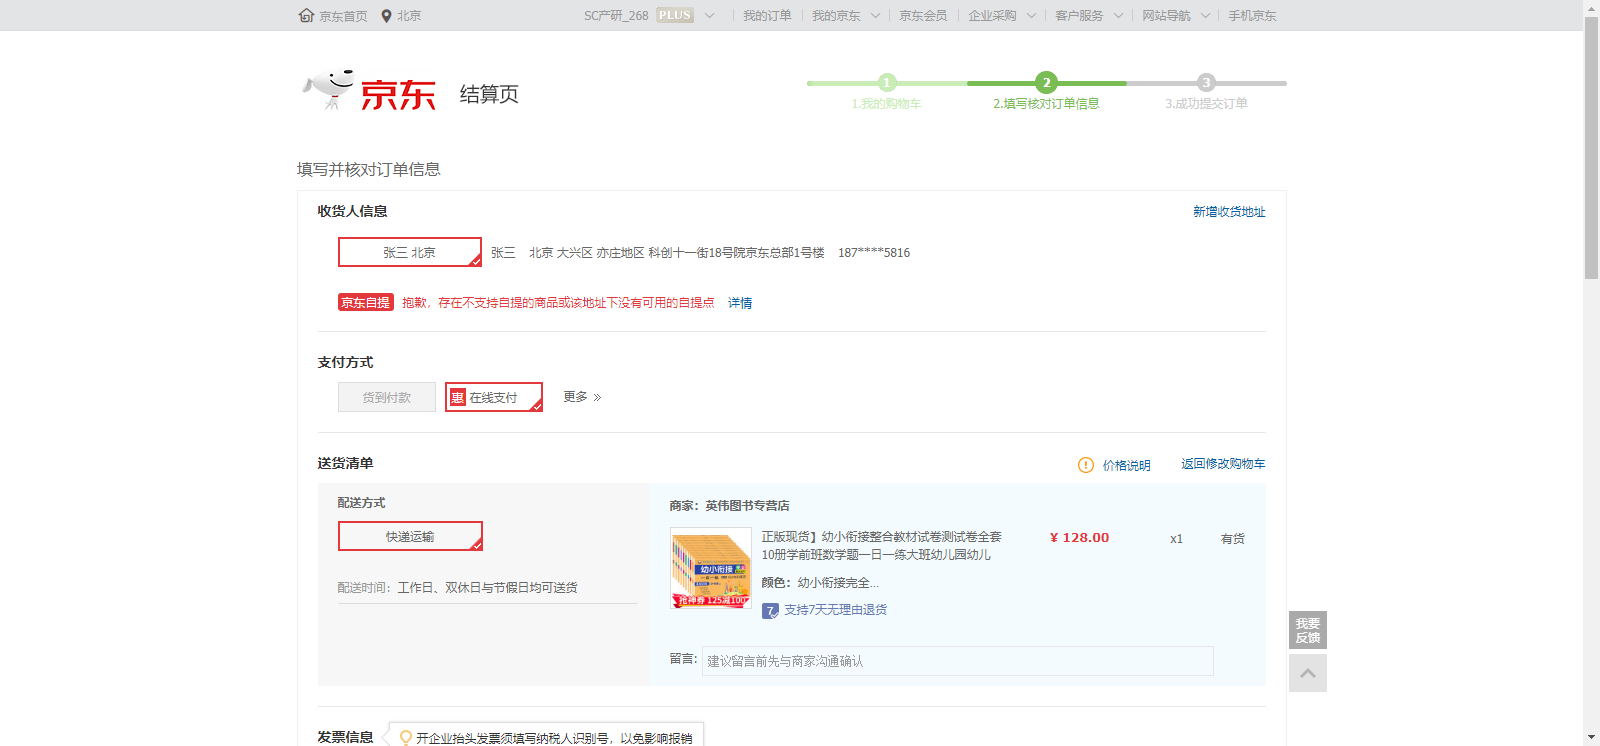 京东首页 北京 SC产研_268 PLUS 我的订单 我的京东 京东会员 企业采购 客户服务 网站导航 手机京东
京东 结算页
1 2 3
1.我的购物车 2.填写核对订单信息 3.成功提交订单
填写并核对订单信息
收货人信息 新增收货地址
张三 北京 张三 北京 大兴区 亦庄地区 科创十一街18号院京东总部1号楼 187****5816
京东自提 抱歉，存在不支持自提的商品或该地址下没有可用的自提点 详情
支付方式
货到付款 惠 在线支付 更多 »
送货清单 价格说明 返回修改购物车
配送方式 商家：英伟图书专营店
快递运输
正版现货】幼小衔接整合教材试卷测试卷全套 ¥ 128.00 x1 有货
10册学前班数学题一日一练大班幼儿园幼儿
颜色：幼小衔接完全...
幼小衔接
抢神券 125减100
配送时间：工作日、双休日与节假日均可送货
7 支持7天无理由退货
留言： 建议留言前先与商家沟通确认
我要
反馈
发票信息 开企业抬头发票须填写纳税人识别号，以免影响报销